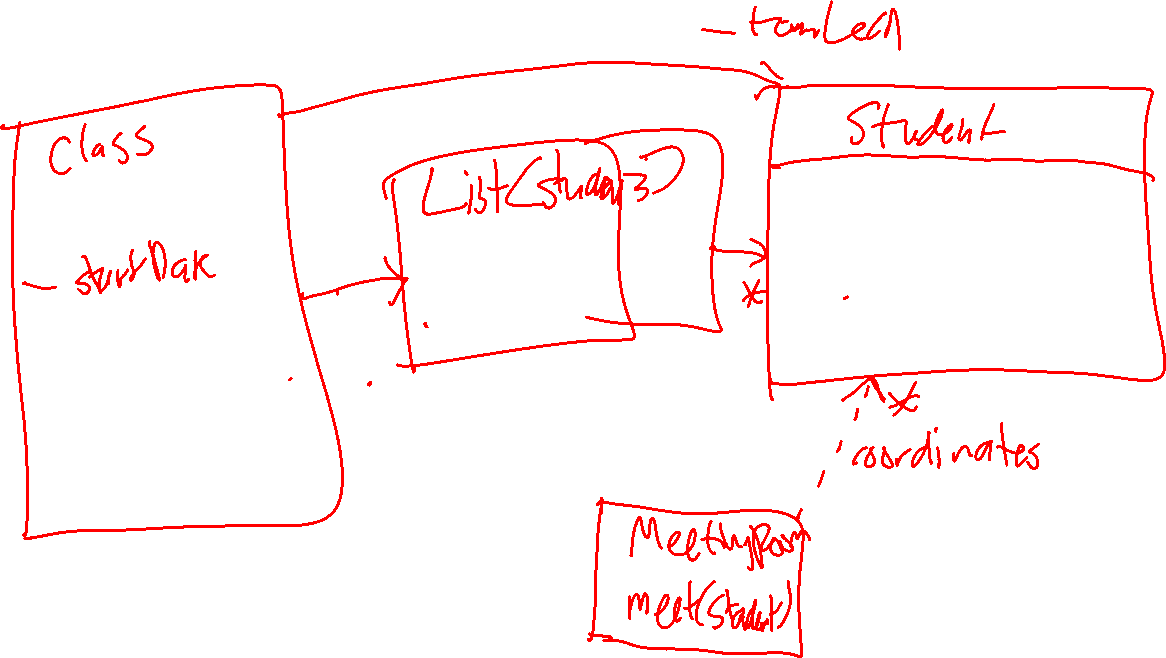 Class
- startDate
List(Student)
*
- teamLead
Student
*
coordinates
MeetingRoom
meet(Student)